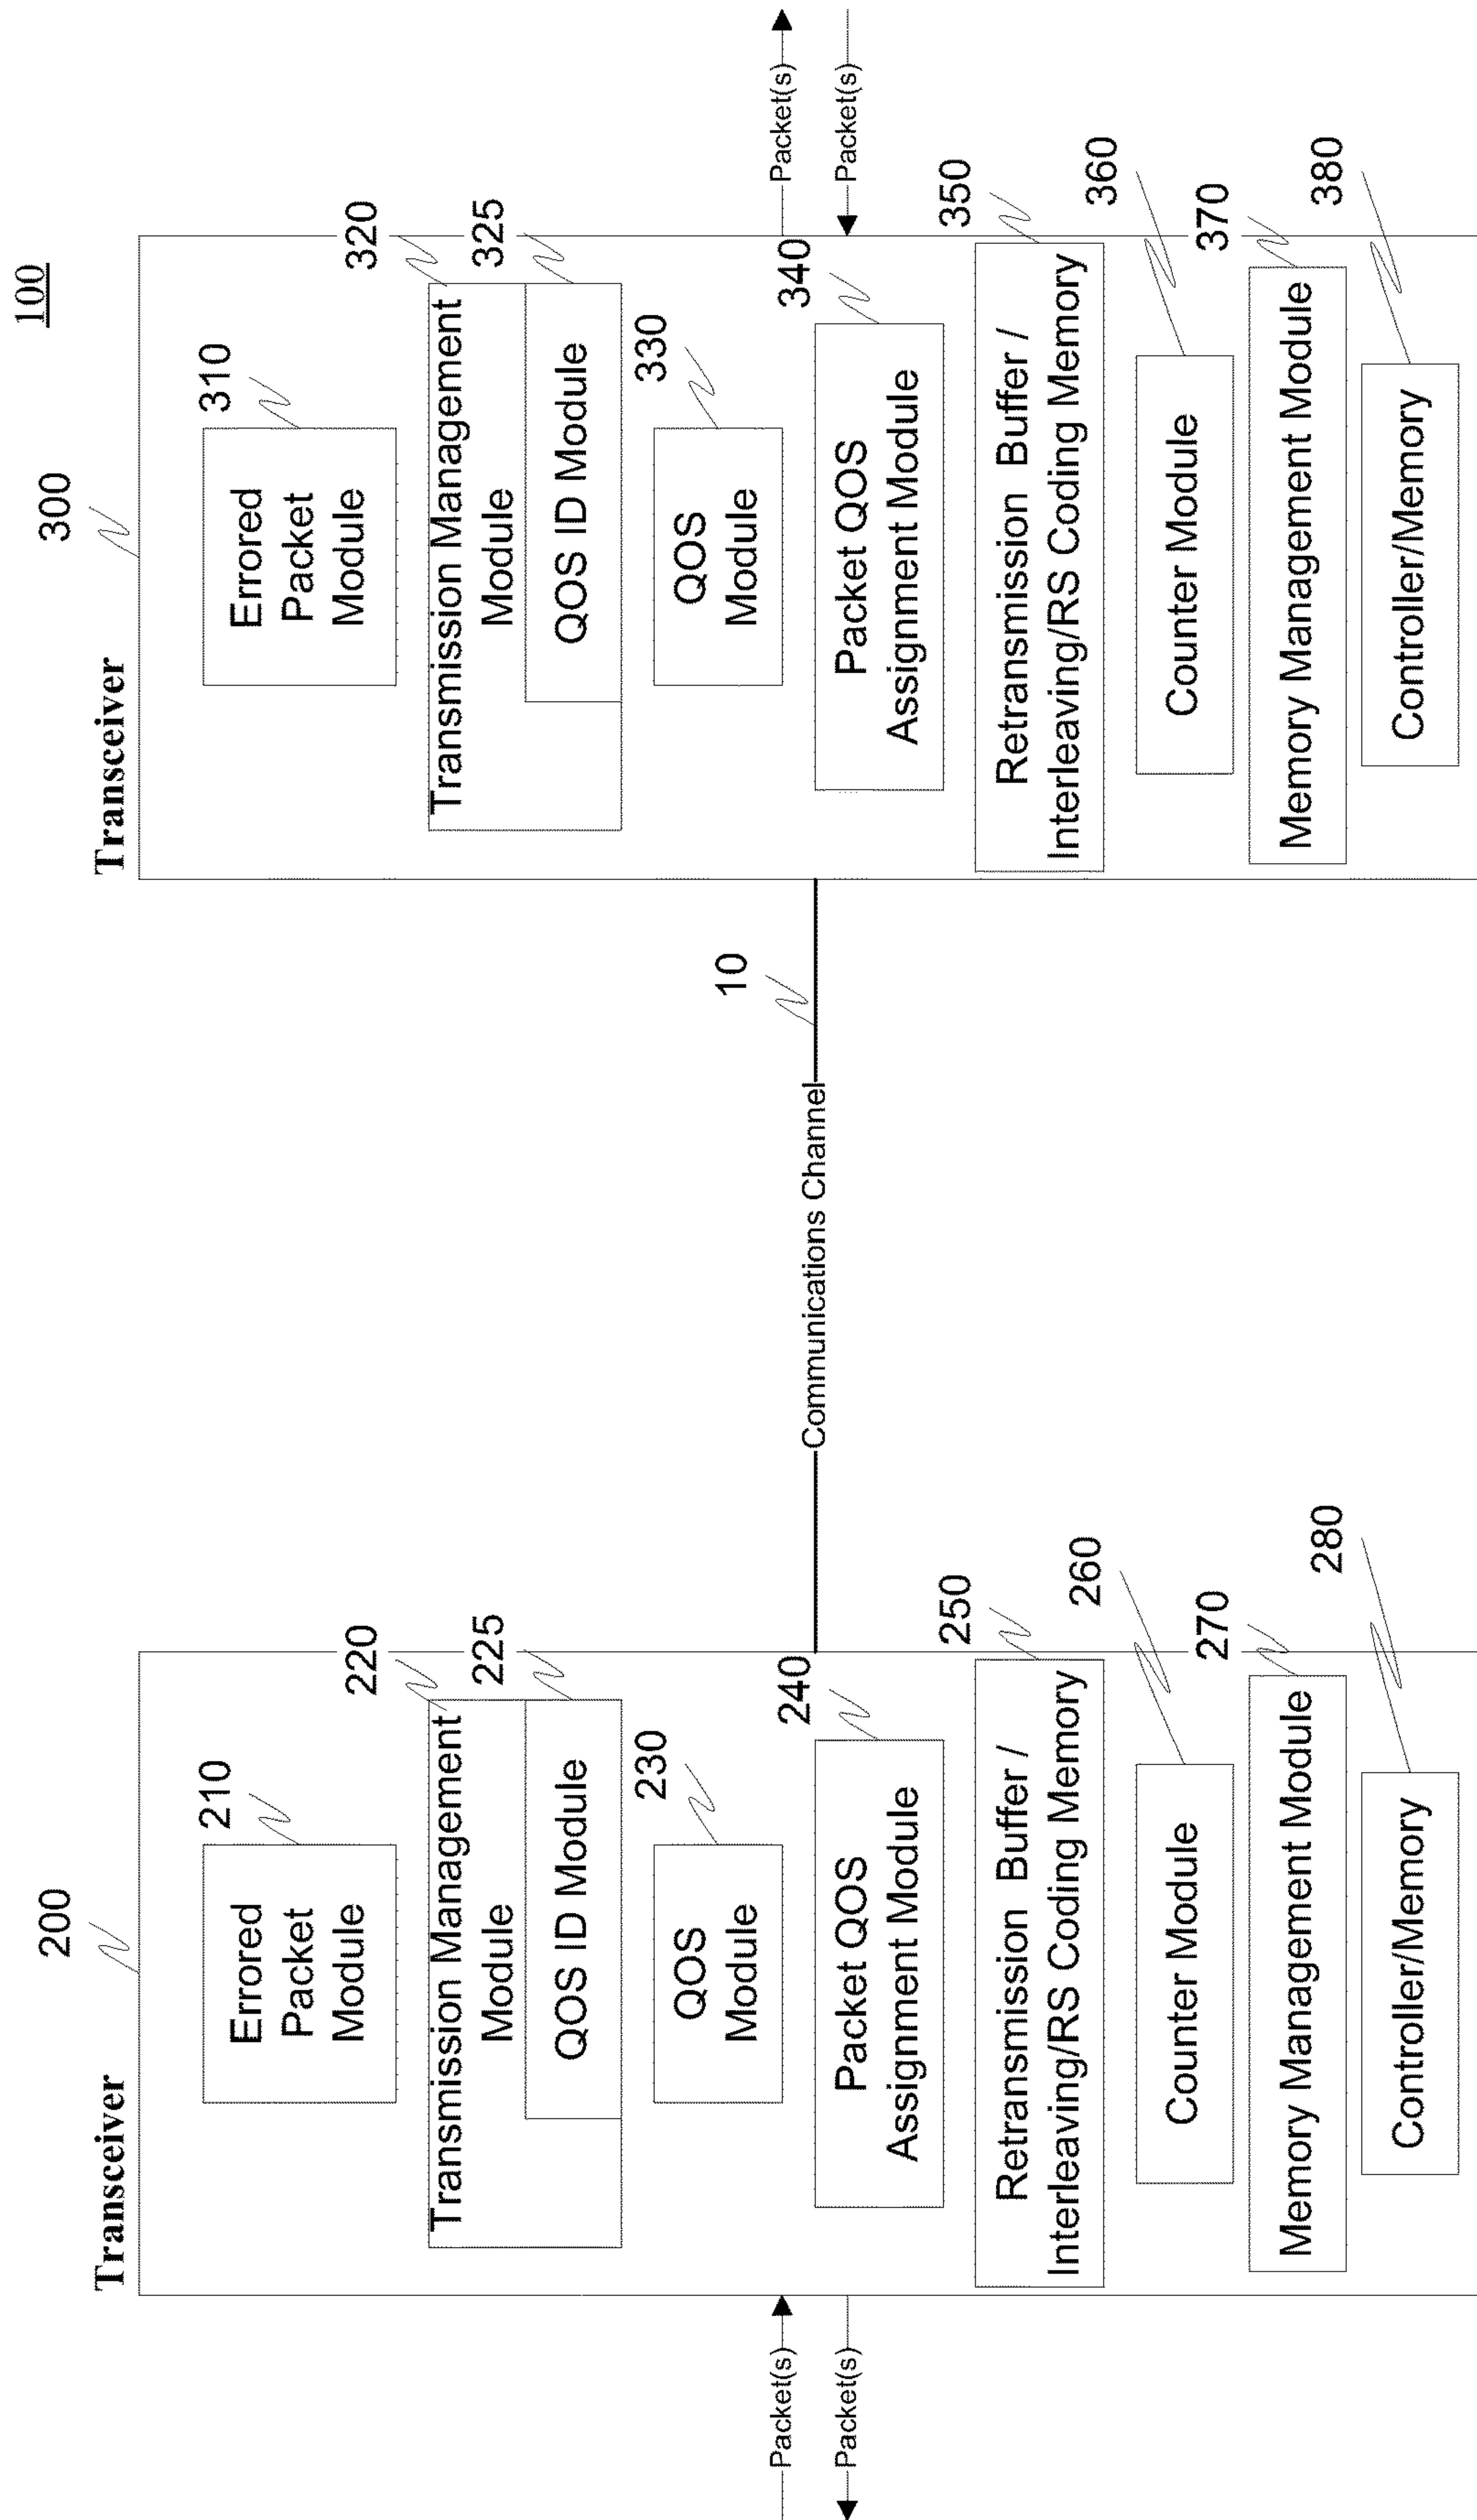 100
200
Transceiver
210
Errored
Packet
Module
220
Transmission Management
Module
225
QOS ID Module
230
QOS
Module
240
Packet QOS
Assignment Module
250
Retransmission Buffer /
Interleaving/RS Coding Memory
260
Counter Module
270
Memory Management Module
280
Controller/Memory
Packet(s)
Packet(s)
Communications Channel
10
300
Transceiver
310
Errored
Packet
Module
320
Transmission Management
Module
325
QOS ID Module
330
QOS
Module
340
Packet QOS
Assignment Module
350
Retransmission Buffer /
Interleaving/RS Coding Memory
360
Counter Module
370
Memory Management Module
380
Controller/Memory
Packet(s)
Packet(s)